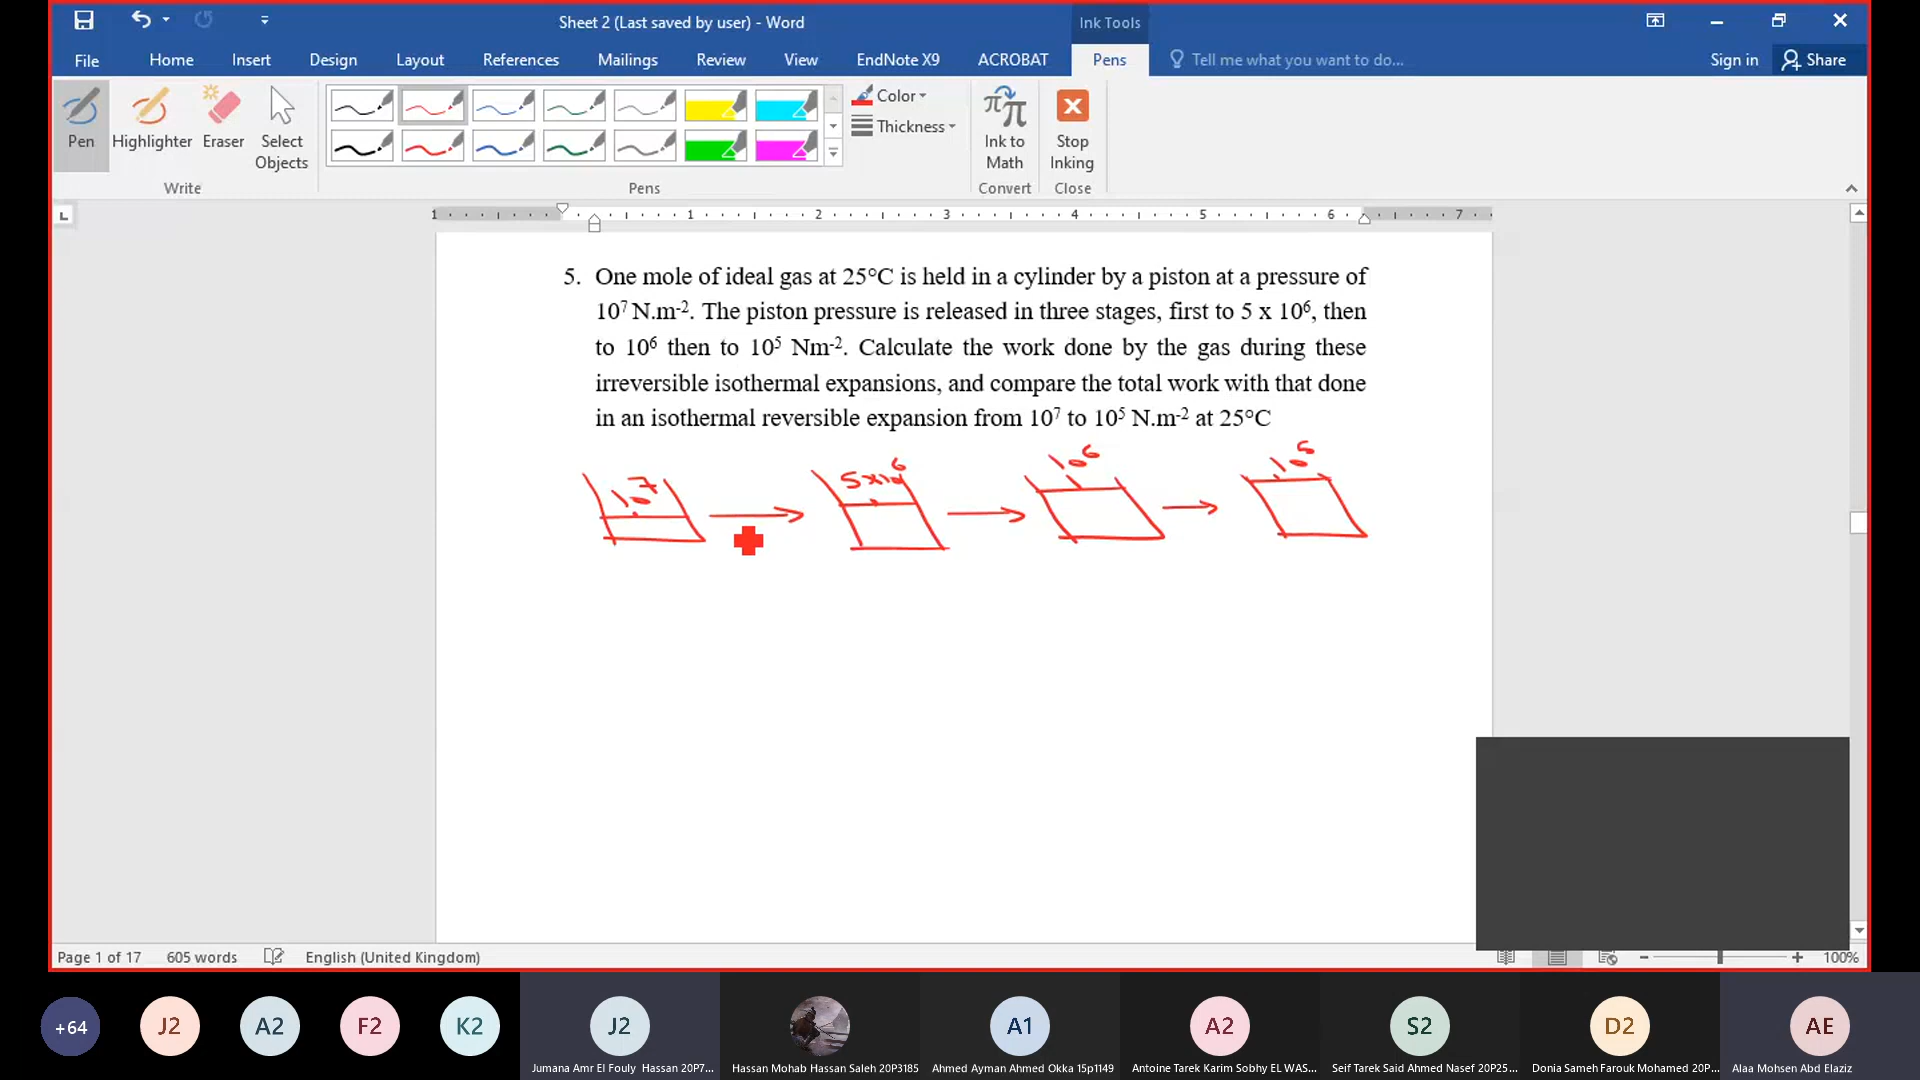 Sheet 2 (Last saved by user) - Word
Ink Tools
File Home Insert Design Layout References Mailings Review View EndNote X9 ACROBAT Pens Tell me what you want to do... Sign in Share
Pen Highlighter Eraser Select Objects
Color
Thickness
Ink to Math
Stop Inking
Write Pens Convert Close
1 1 2 3 4 5 6 7
5. One mole of ideal gas at 25°C is held in a cylinder by a piston at a pressure of
10⁷ N.m⁻². The piston pressure is released in three stages, first to 5 x 10⁶, then
to 10⁶ then to 10⁵ Nm⁻². Calculate the work done by the gas during these
irreversible isothermal expansions, and compare the total work with that done
in an isothermal reversible expansion from 10⁷ to 10⁵ N.m⁻² at 25°C
10⁷ 5x10⁶ 10⁶ 10⁵
Page 1 of 17 605 words English (United Kingdom) 100%
+64 J2 A2 F2 K2 J2 A1 A2 S2 D2 AE
Jumana Amr El Fouly Hassan 20P7... Hassan Mohab Hassan Saleh 20P3185 Ahmed Ayman Ahmed Okka 15p1149 Antoine Tarek Karim Sobhy EL WAS... Seif Tarek Said Ahmed Nasef 20P25... Donia Sameh Farouk Mohamed 20P... Alaa Mohsen Abd Elaziz